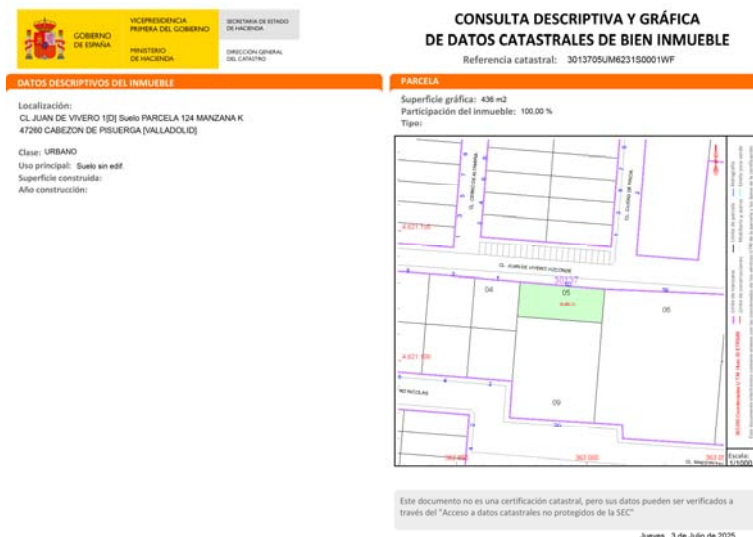 GOBIERNO
DE ESPAÑA
VICEPRESIDENCIA
PRIMERA DEL GOBIERNO
MINISTERIO
DE HACIENDA
SECRETARÍA DE ESTADO
DE HACIENDA
DIRECCIÓN GENERAL
DEL CATASTRO
CONSULTA DESCRIPTIVA Y GRÁFICA
DE DATOS CATASTRALES DE BIEN INMUEBLE
Referencia catastral: 3013705UM6231S0001WF
DATOS DESCRIPTIVOS DEL INMUEBLE
Localización:
CL JUAN DE VIVERO 1[D] Suelo PARCELA 124 MANZANA K
47260 CABEZON DE PISUERGA [VALLADOLID]
Clase: URBANO
Uso principal: Suelo sin edif.
Superficie construida:
Año construcción:
PARCELA
Superficie gráfica: 436 m2
Participación del inmueble: 100,00 %
Tipo:
04
05
06
09
Escala:
1/1000
Este documento no es una certificación catastral, pero sus datos pueden ser verificados a
través del "Acceso a datos catastrales no protegidos de la SEC"
Jueves, 3 de Julio de 2025